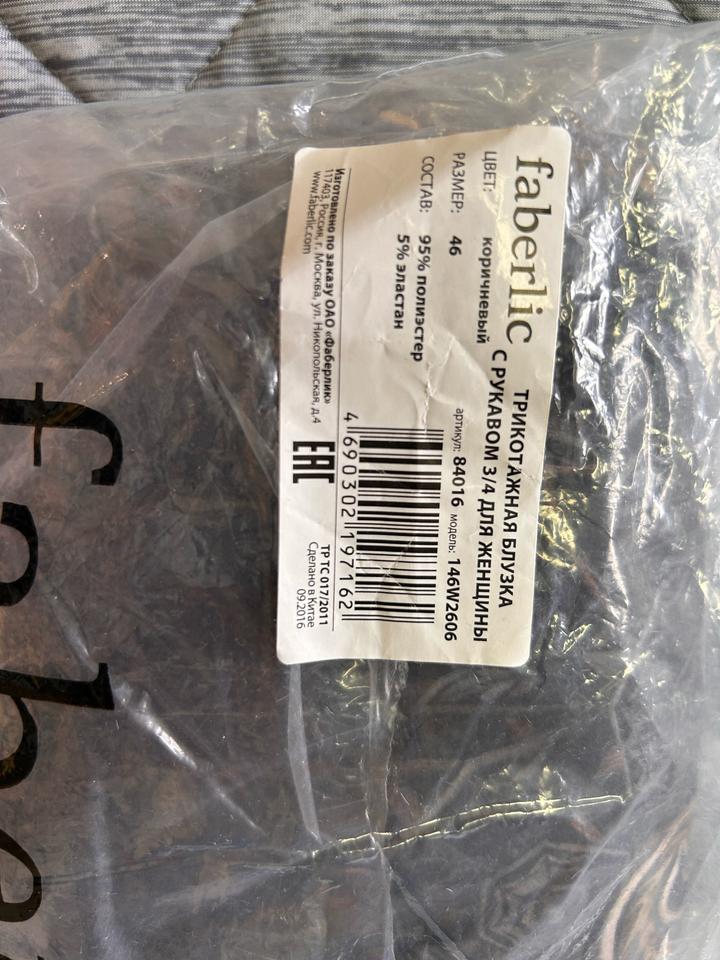 faberlic
ТРИКОТАЖНАЯ БЛУЗКА
С РУКАВОМ 3/4 ДЛЯ ЖЕНЩИНЫ
ЦВЕТ: коричневый
артикул: 84016 модель: 146W2606
РАЗМЕР: 46
СОСТАВ: 95% полиэстер
5% эластан
4 690302 197162
Изготовлено по заказу ОАО «Фаберлик»
117403, Россия, г. Москва, ул. Никопольская, д.4
www.faberlic.com
EAC
ТР ТС 017/2011
Сделано в Китае
09.2016
faber